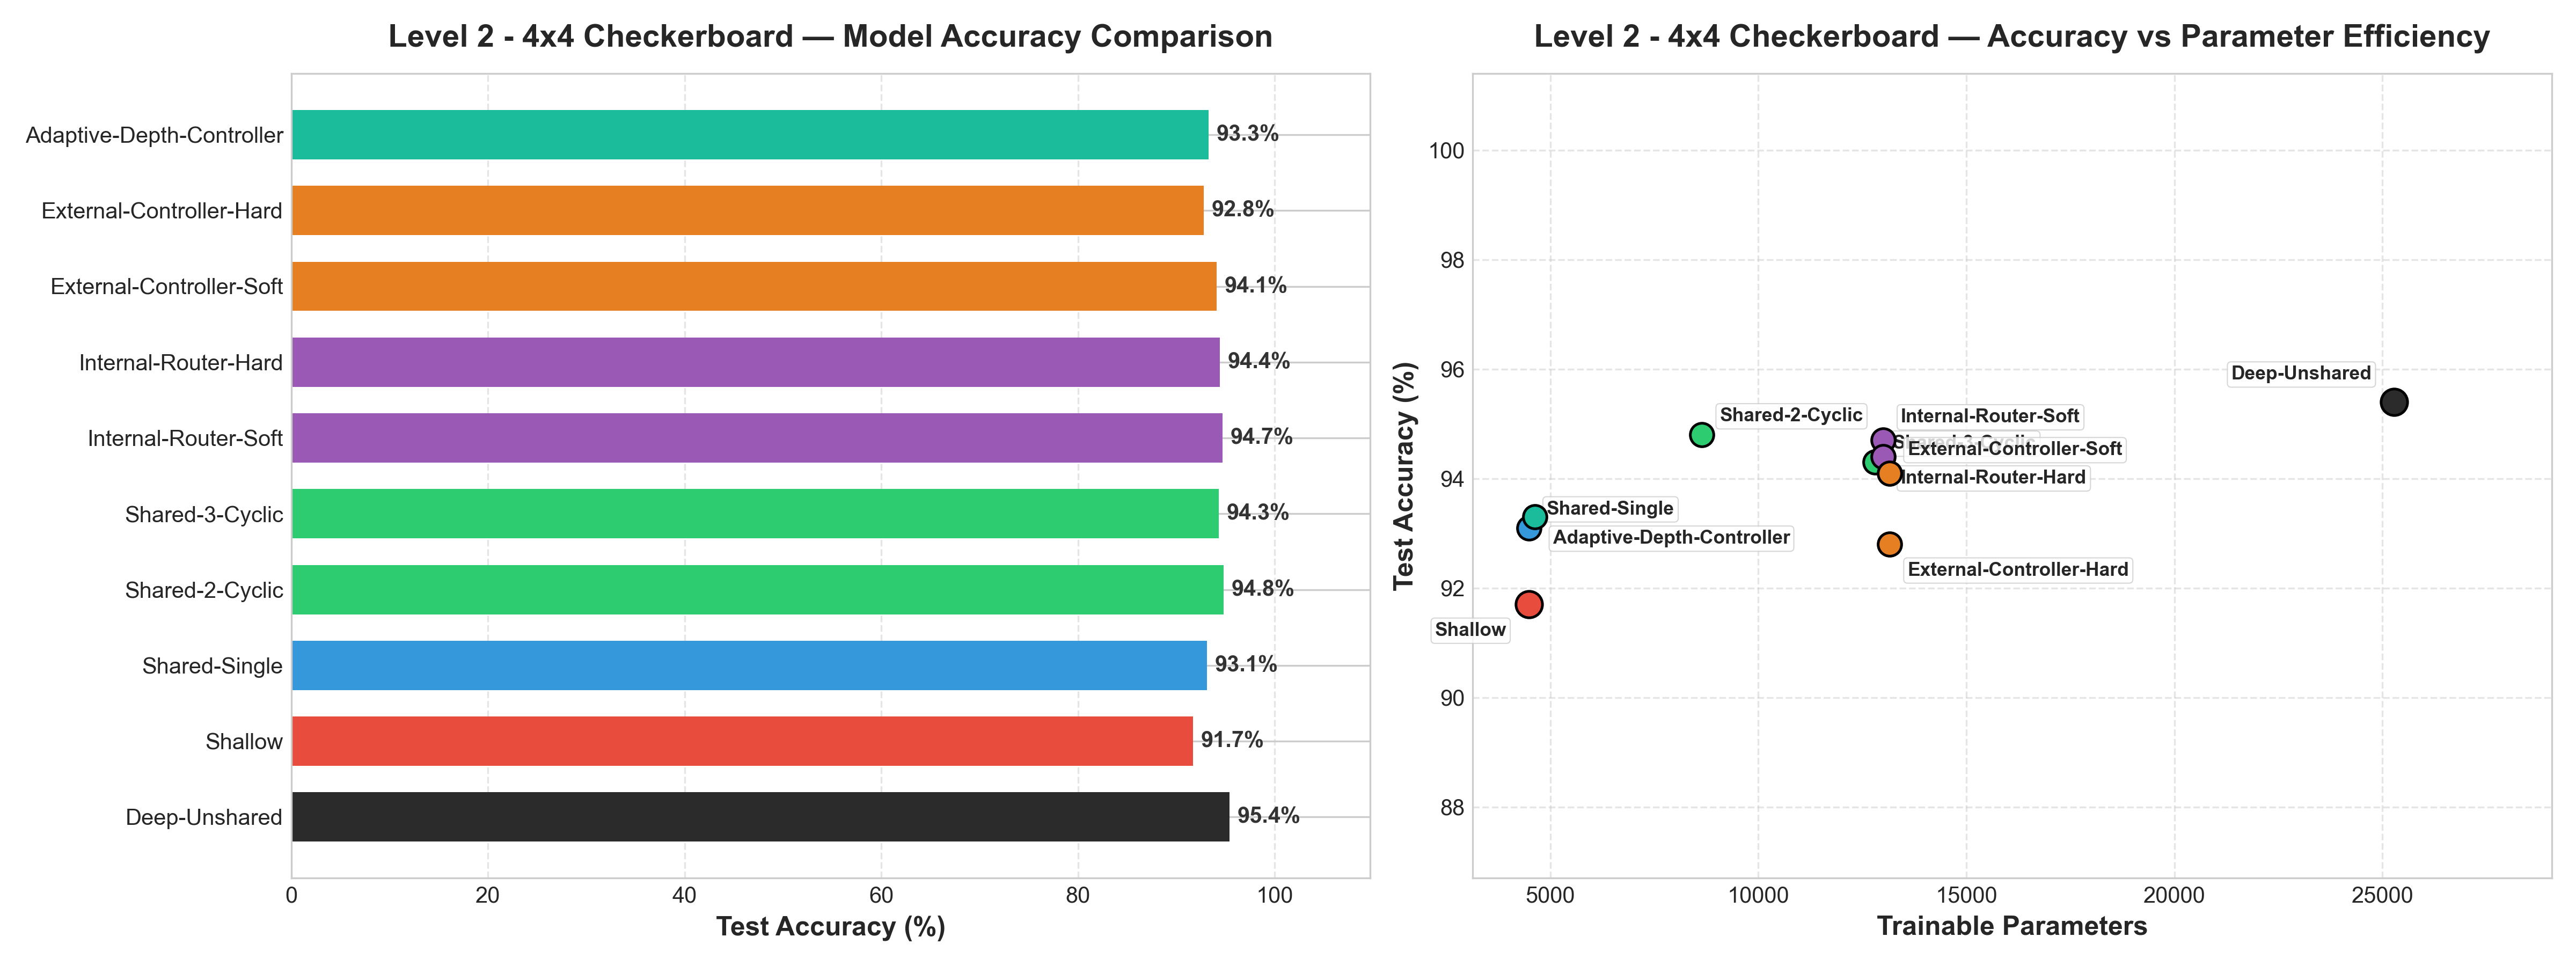 Level 2 - 4x4 Checkerboard — Model Accuracy Comparison
Adaptive-Depth-Controller
93.3%
External-Controller-Hard
92.8%
External-Controller-Soft
94.1%
Internal-Router-Hard
94.4%
Internal-Router-Soft
94.7%
Shared-3-Cyclic
94.3%
Shared-2-Cyclic
94.8%
Shared-Single
93.1%
Shallow
91.7%
Deep-Unshared
95.4%
0 20 40 60 80 100
Test Accuracy (%)
Level 2 - 4x4 Checkerboard — Accuracy vs Parameter Efficiency
Test Accuracy (%)
100
98
96
94
92
90
88
Deep-Unshared
Shared-2-Cyclic
Internal-Router-Soft
Shared-3-Cyclic
External-Controller-Soft
Internal-Router-Hard
Shared-Single
Adaptive-Depth-Controller
External-Controller-Hard
Shallow
5000 10000 15000 20000 25000
Trainable Parameters